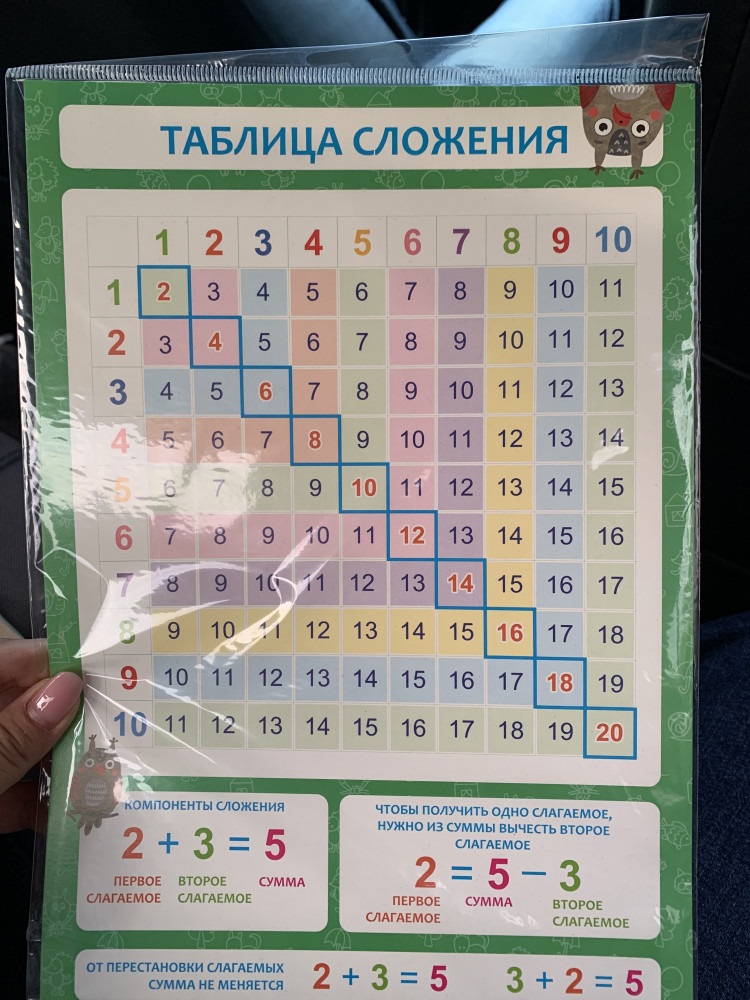 ТАБЛИЦА СЛОЖЕНИЯ
1 2 3 4 5 6 7 8 9 10
1 2 3 4 5 6 7 8 9 10 11
2 3 4 5 6 7 8 9 10 11 12
3 4 5 6 7 8 9 10 11 12 13
4 5 6 7 8 9 10 11 12 13 14
5 6 7 8 9 10 11 12 13 14 15
6 7 8 9 10 11 12 13 14 15 16
7 8 9 10 11 12 13 14 15 16 17
8 9 10 11 12 13 14 15 16 17 18
9 10 11 12 13 14 15 16 17 18 19
10 11 12 13 14 15 16 17 18 19 20
КОМПОНЕНТЫ СЛОЖЕНИЯ
2 + 3 = 5
ПЕРВОЕ ВТОРОЕ СУММА
СЛАГАЕМОЕ СЛАГАЕМОЕ
ЧТОБЫ ПОЛУЧИТЬ ОДНО СЛАГАЕМОЕ,
НУЖНО ИЗ СУММЫ ВЫЧЕСТЬ ВТОРОЕ
СЛАГАЕМОЕ
2 = 5 − 3
ПЕРВОЕ СУММА ВТОРОЕ
СЛАГАЕМОЕ СЛАГАЕМОЕ
ОТ ПЕРЕСТАНОВКИ СЛАГАЕМЫХ
СУММА НЕ МЕНЯЕТСЯ
2 + 3 = 5 3 + 2 = 5